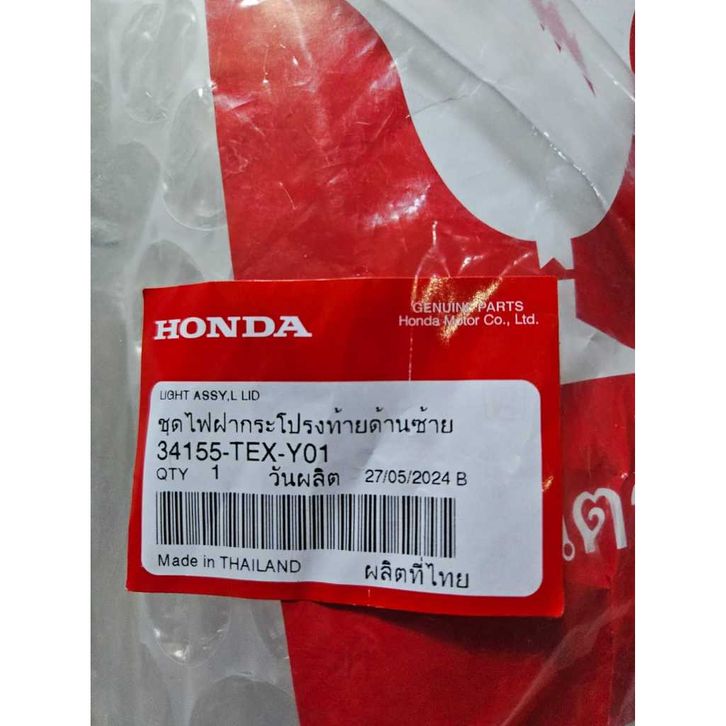 GENUINE PARTS
HONDA Honda Motor Co., Ltd.
LIGHT ASSY,L LID
ชุดไฟฝากระโปรงท้ายด้านซ้าย
34155-TEX-Y01
QTY 1 วันผลิต 27/05/2024 B
Made in THAILAND ผลิตที่ไทย